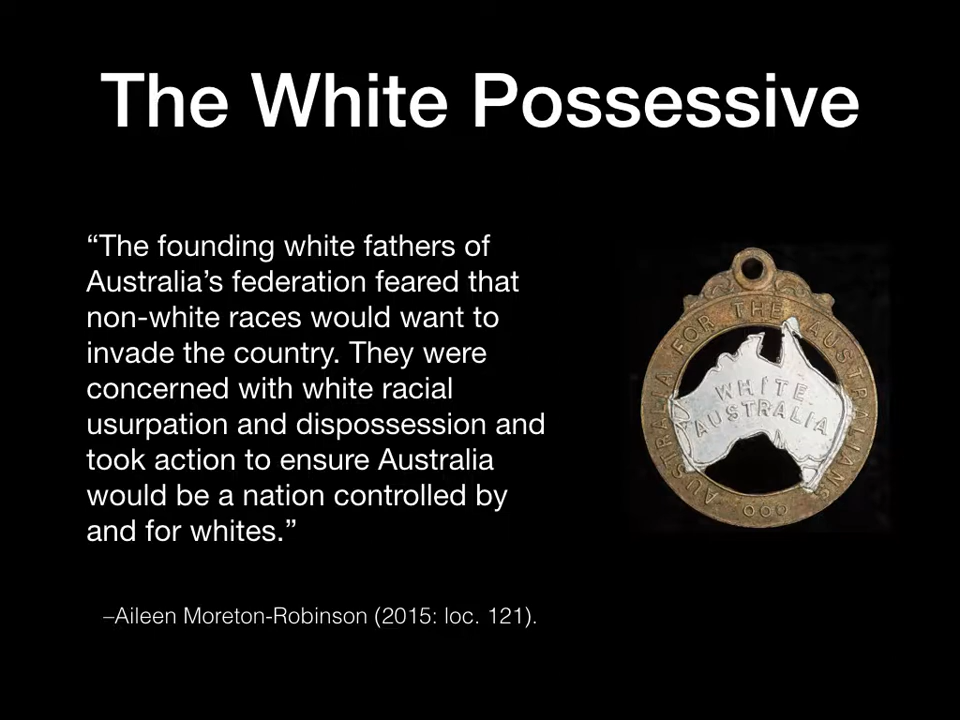 The White Possessive
“The founding white fathers of
Australia’s federation feared that
non-white races would want to
invade the country. They were
concerned with white racial
usurpation and dispossession and
took action to ensure Australia
would be a nation controlled by
and for whites.”
–Aileen Moreton-Robinson (2015: loc. 121).
AUSTRALIA FOR THE AUSTRALIANS
WHITE
AUSTRALIA